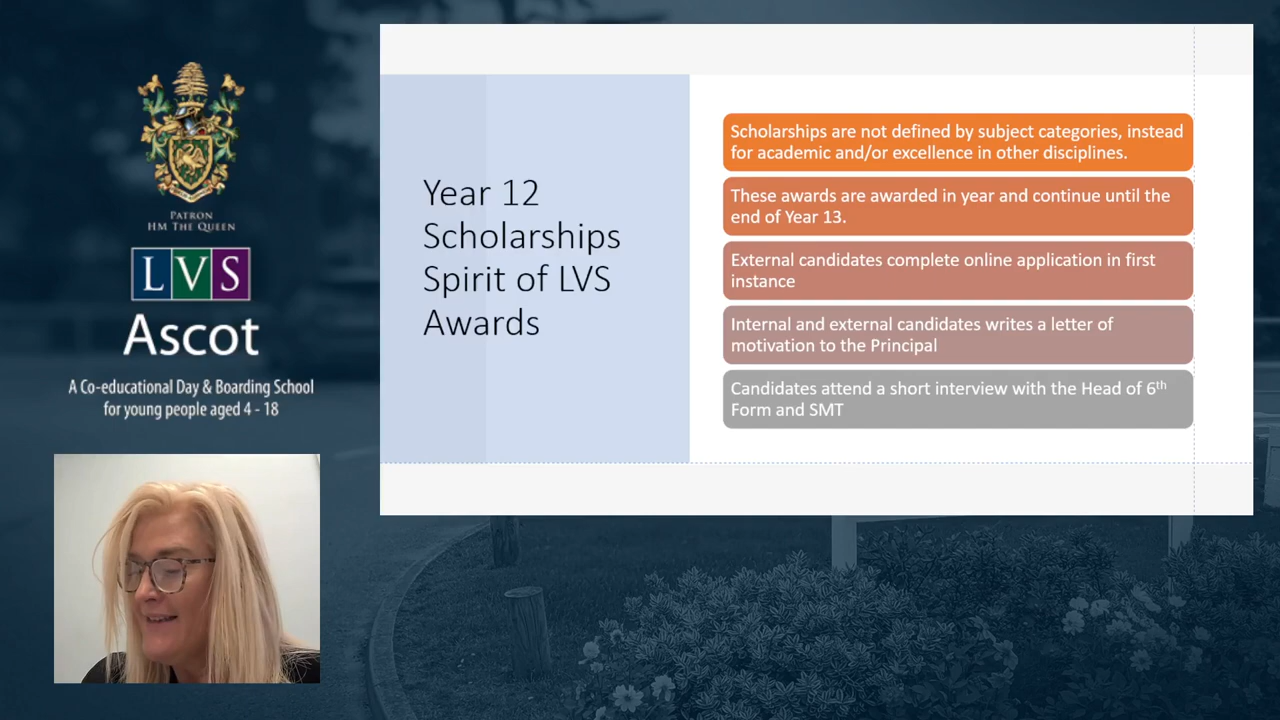 PATRON
HM THE QUEEN
LVS
Ascot
A Co-educational Day & Boarding School
for young people aged 4 - 18
Year 12
Scholarships
Spirit of LVS
Awards
Scholarships are not defined by subject categories, instead
for academic and/or excellence in other disciplines.
These awards are awarded in year and continue until the
end of Year 13.
External candidates complete online application in first
instance
Internal and external candidates writes a letter of
motivation to the Principal
Candidates attend a short interview with the Head of 6th
Form and SMT